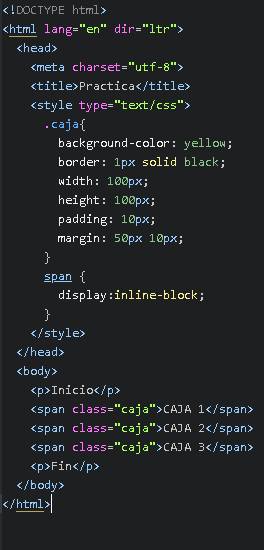 <!DOCTYPE html>
<html lang="en" dir="ltr">
<head>
<meta charset="utf-8">
<title>Practica</title>
<style type="text/css">
.caja{
background-color: yellow;
border: 1px solid black;
width: 100px;
height: 100px;
padding: 10px;
margin: 50px 10px;
}
span {
display:inline-block;
}
</style>
</head>
<body>
<p>Inicio</p>
<span class="caja">CAJA 1</span>
<span class="caja">CAJA 2</span>
<span class="caja">CAJA 3</span>
<p>Fin</p>
</body>
</html>